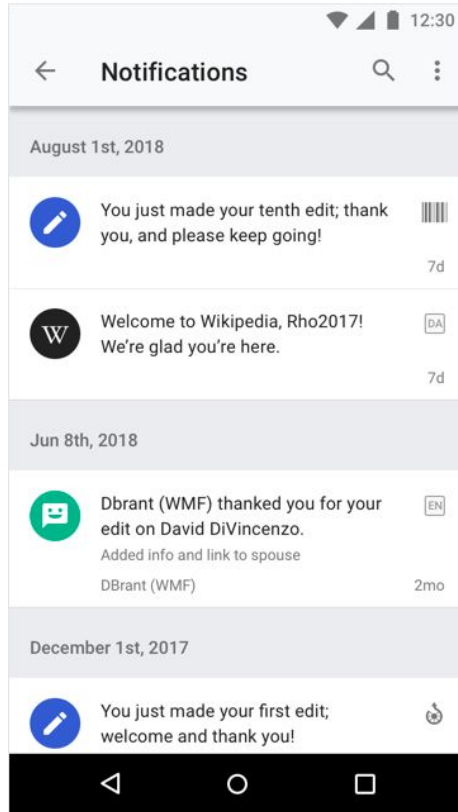 12:30
Notifications
August 1st, 2018
You just made your tenth edit; thank
you, and please keep going!
7d
W
Welcome to Wikipedia, Rho2017!
We're glad you're here.
DA
7d
Jun 8th, 2018
Dbrant (WMF) thanked you for your
edit on David DiVincenzo.
EN
Added info and link to spouse
DBrant (WMF)
2mo
December 1st, 2017
You just made your first edit;
welcome and thank you!